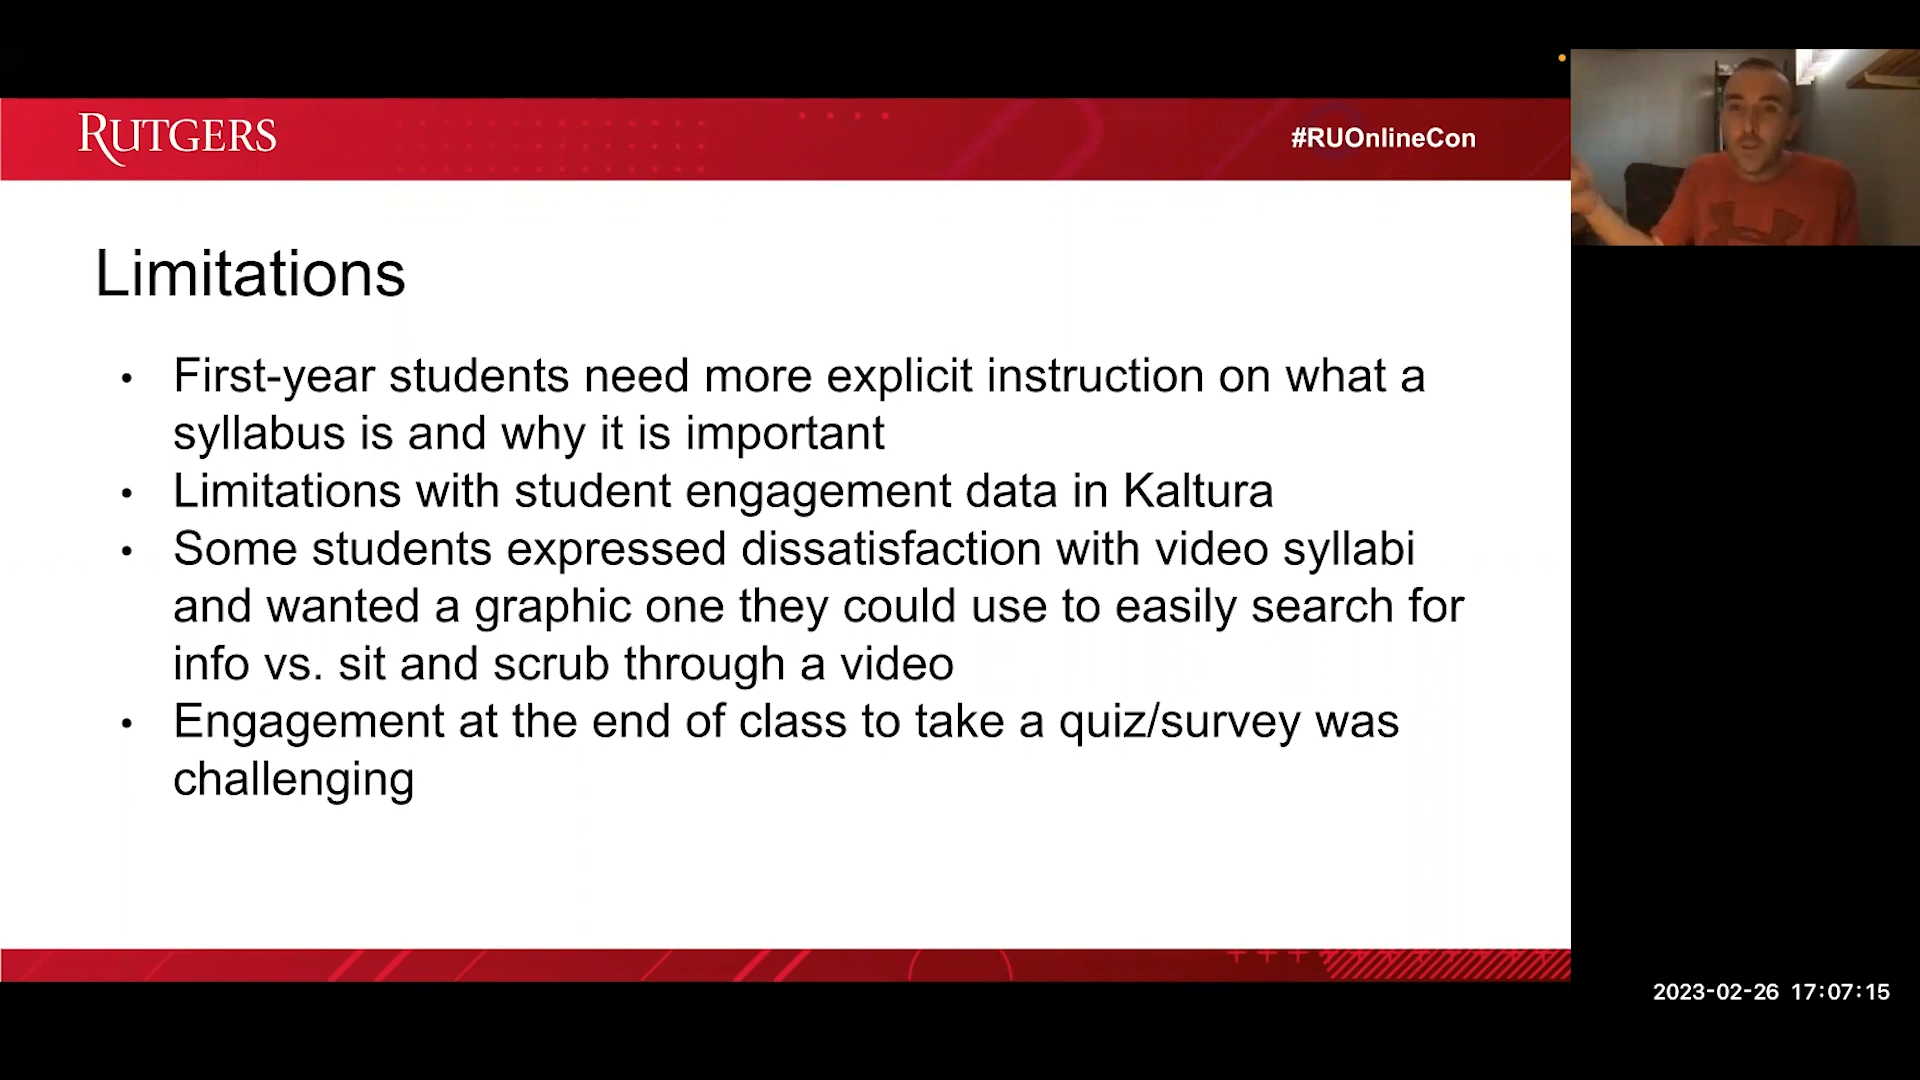 RUTGERS
#RUOnlineCon
Limitations
• First-year students need more explicit instruction on what a
syllabus is and why it is important
• Limitations with student engagement data in Kaltura
• Some students expressed dissatisfaction with video syllabi
and wanted a graphic one they could use to easily search for
info vs. sit and scrub through a video
• Engagement at the end of class to take a quiz/survey was
challenging
2023-02-26 17:07:15